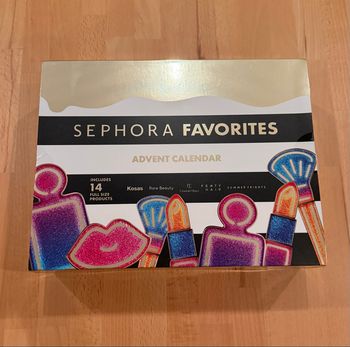 SEPHORA FAVORITES
ADVENT CALENDAR
INCLUDES
14
FULL SIZE
PRODUCTS
Kosas Rare Beauty FENTY HAIR SUMMER FRIDAYS